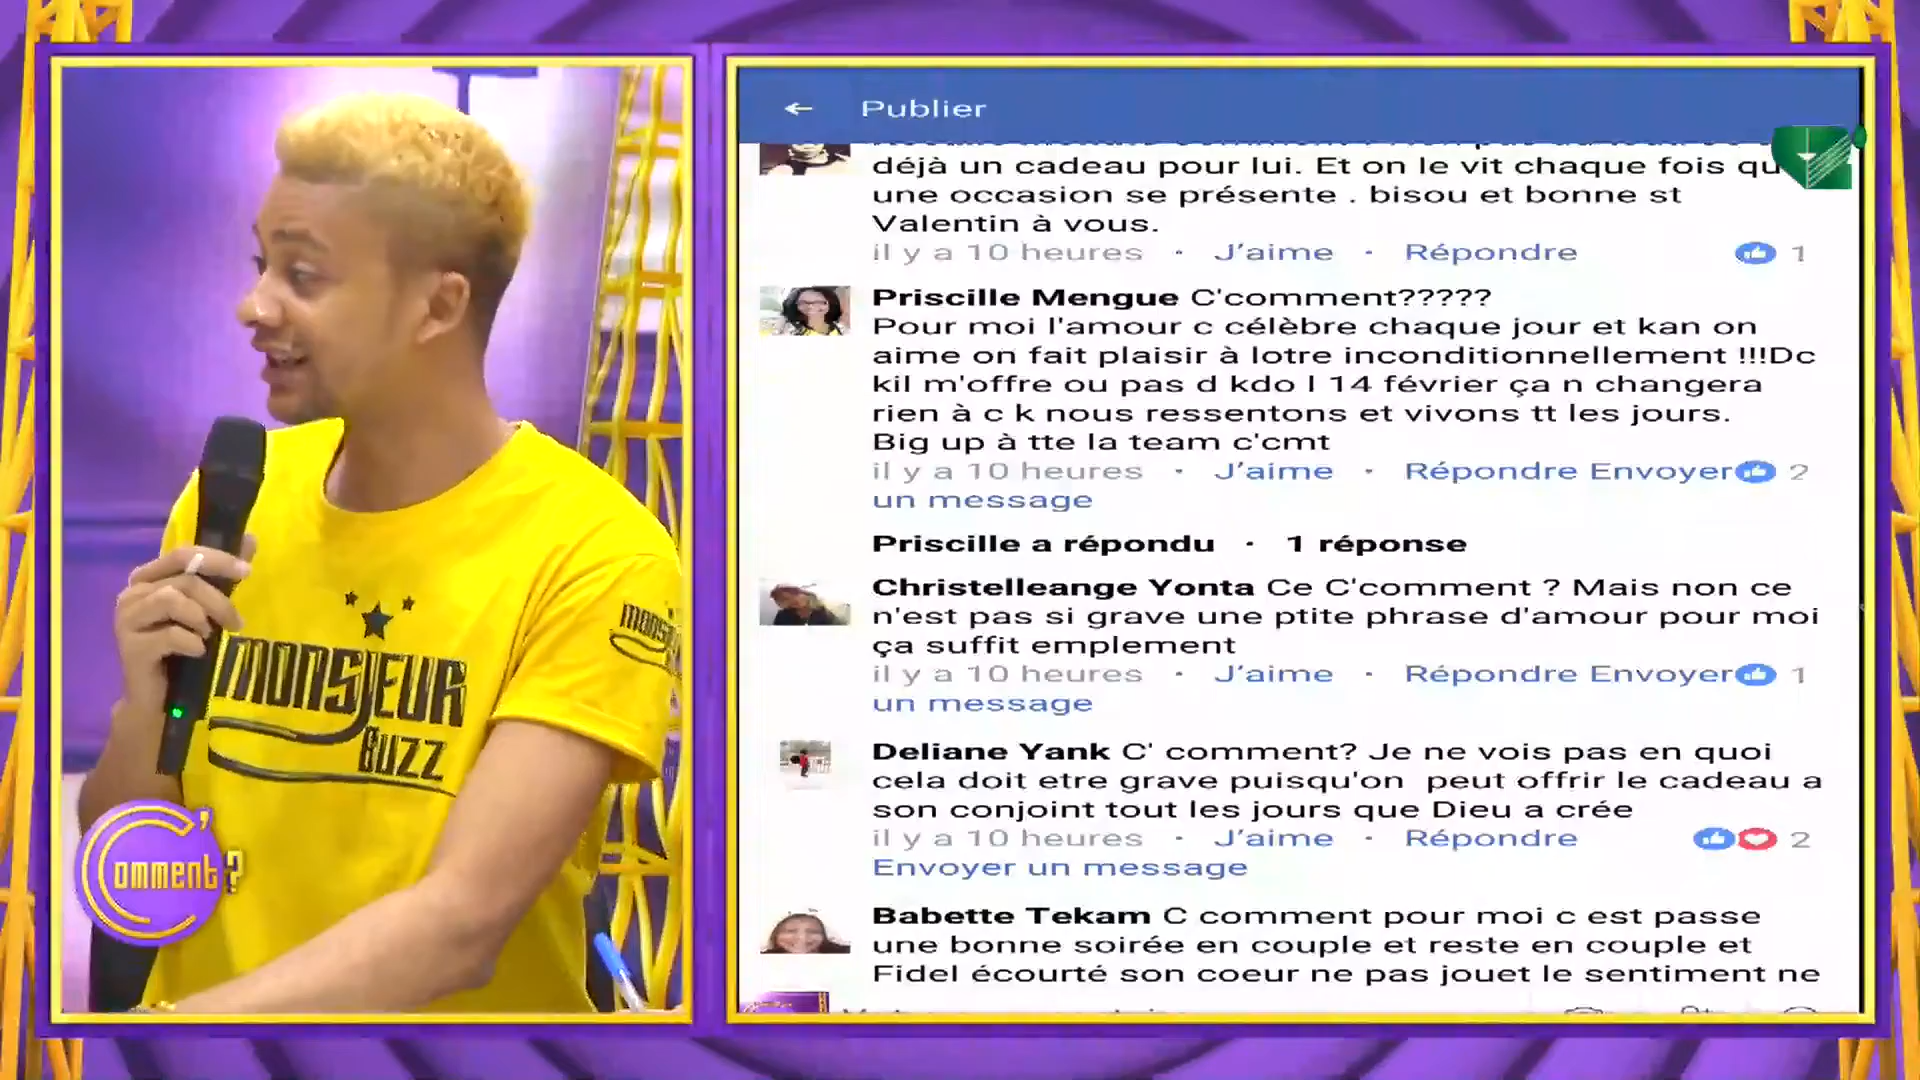 Publier
déjà un cadeau pour lui. Et on le vit chaque fois qu
une occasion se présente . bisou et bonne st
Valentin à vous.
il y a 10 heures · J’aime · Répondre 1
Priscille Mengue C'comment?????
Pour moi l'amour c célèbre chaque jour et kan on
aime on fait plaisir à lotre inconditionnellement !!!Dc
kil m'offre ou pas d kdo l 14 février ça n changera
rien à c k nous ressentons et vivons tt les jours.
Big up à tte la team c'cmt
il y a 10 heures · J’aime · Répondre Envoyer 2
un message
Priscille a répondu · 1 réponse
Christelleange Yonta Ce C'comment ? Mais non ce
n'est pas si grave une ptite phrase d'amour pour moi
ça suffit emplement
il y a 10 heures · J’aime · Répondre Envoyer 1
un message
Deliane Yank C' comment? Je ne vois pas en quoi
cela doit etre grave puisqu'on peut offrir le cadeau a
son conjoint tout les jours que Dieu a crée
il y a 10 heures · J’aime · Répondre 2
Envoyer un message
Babette Tekam C comment pour moi c est passe
une bonne soirée en couple et reste en couple et
Fidel écourté son coeur ne pas jouet le sentiment ne
MONSIEUR
BUZZ
C'omment?